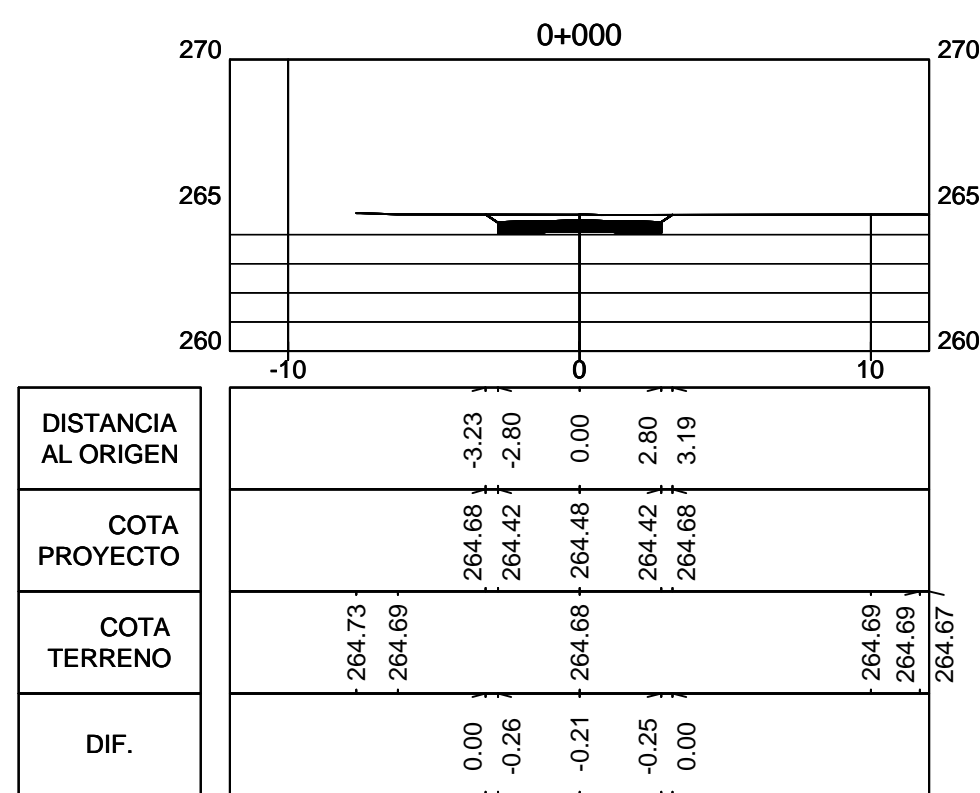 0+000
270 270
265 265
260 260
-10 0 10
DISTANCIA
AL ORIGEN
-3.23 -2.80 0.00 2.80 3.19
COTA
PROYECTO
264.68 264.42 264.48 264.42 264.68
COTA
TERRENO
264.73 264.69 264.68 264.69 264.69 264.67
DIF.
0.00 -0.26 -0.21 -0.25 0.00